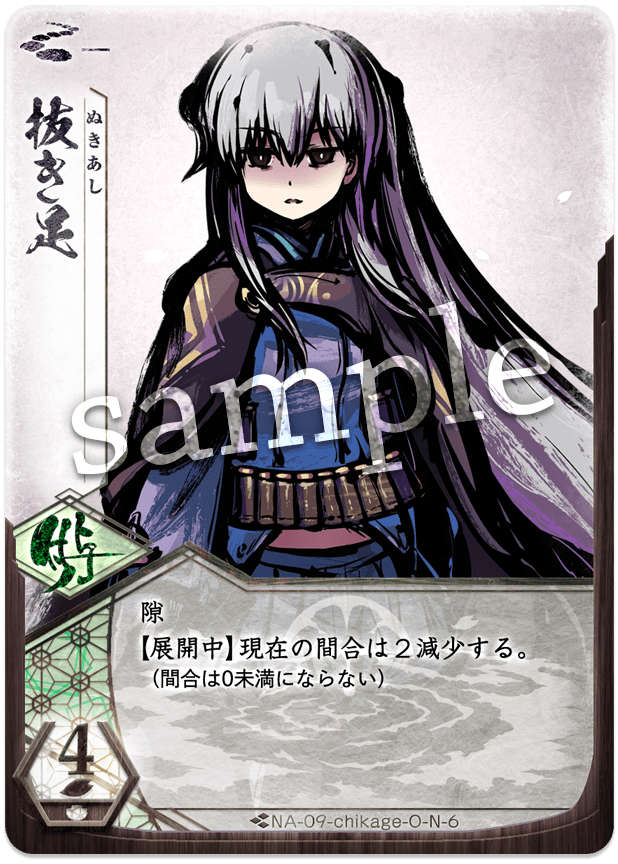 抜き足
ぬきあし
sample
付与
隙
【展開中】現在の間合は２減少する。
(間合は0未満にならない)
4
NA-09-chikage-O-N-6